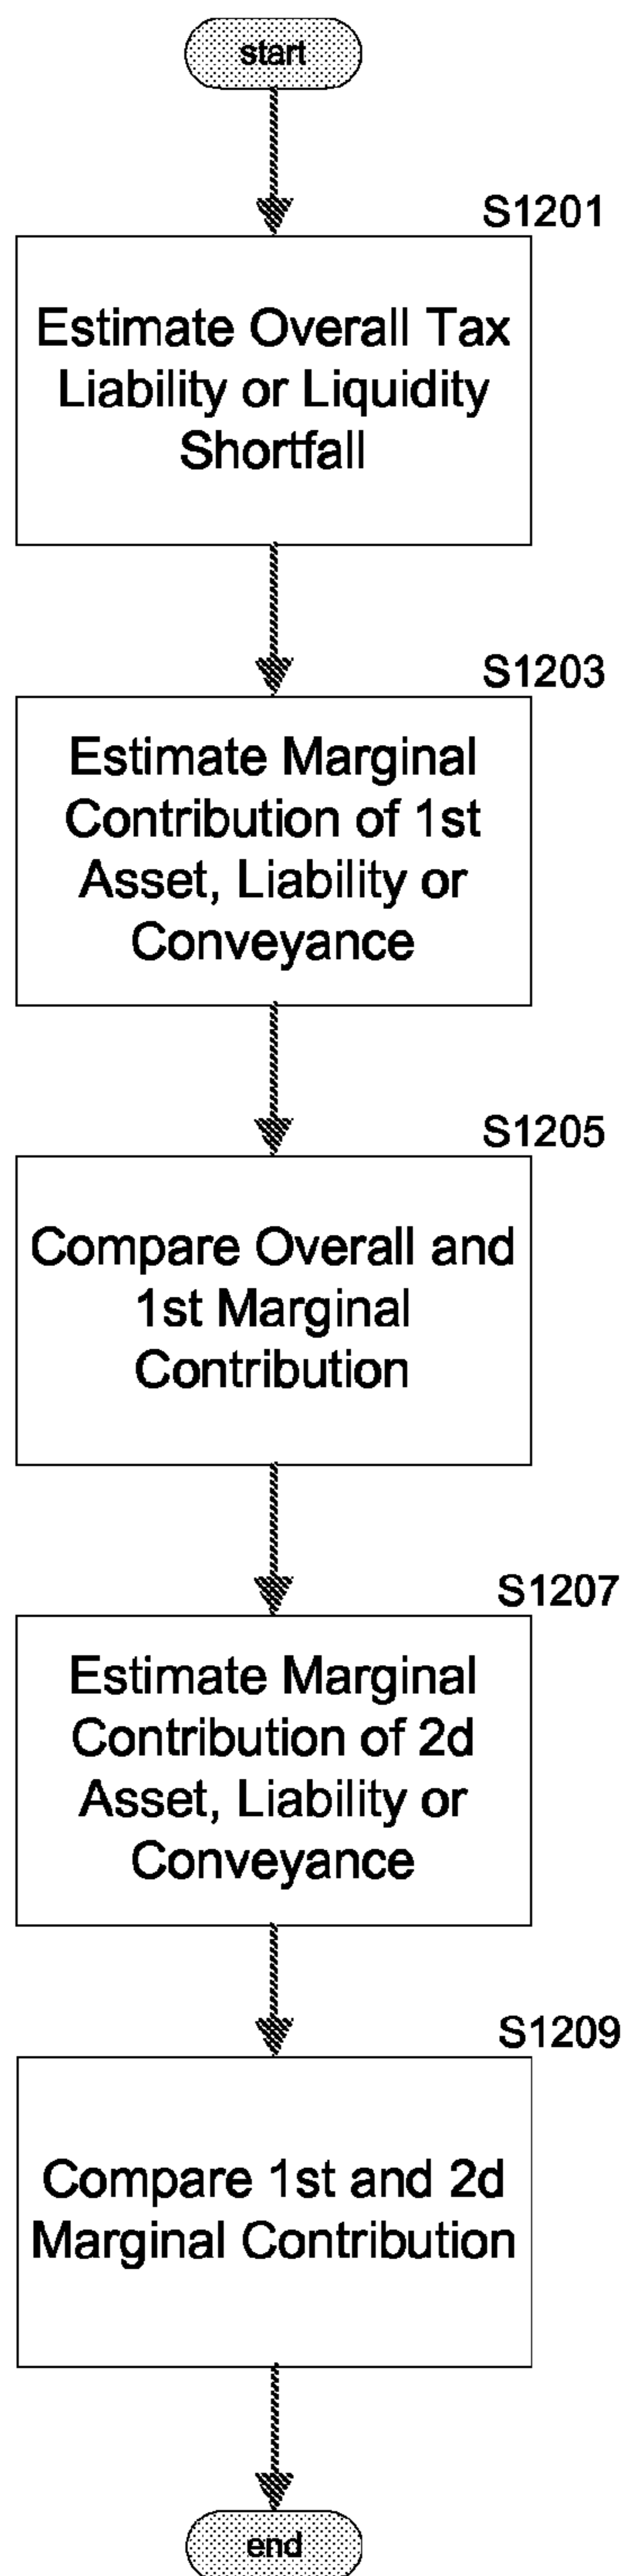 start
S1201
Estimate Overall Tax
Liability or Liquidity
Shortfall
S1203
Estimate Marginal
Contribution of 1st
Asset, Liability or
Conveyance
S1205
Compare Overall and
1st Marginal
Contribution
S1207
Estimate Marginal
Contribution of 2d
Asset, Liability or
Conveyance
S1209
Compare 1st and 2d
Marginal Contribution
end